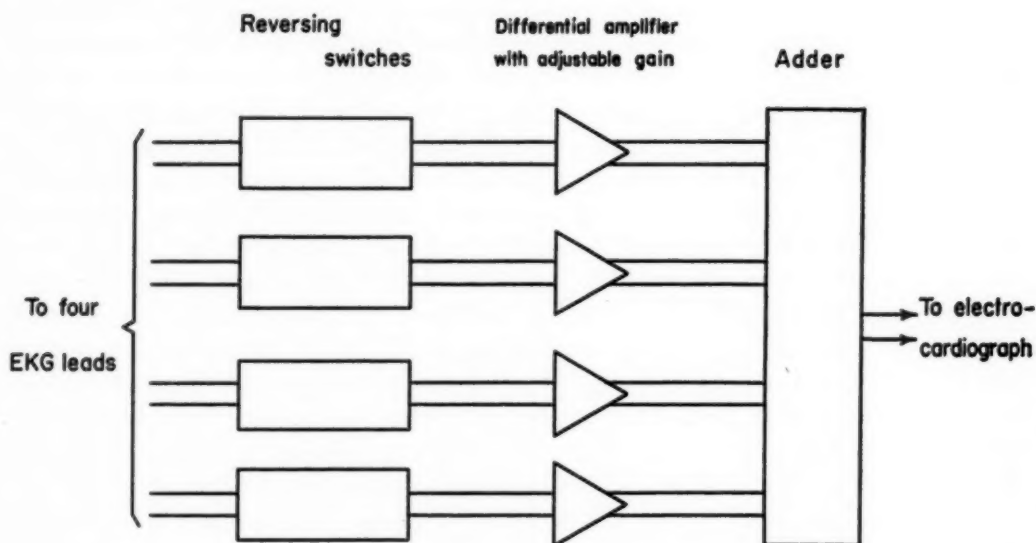 Reversing
switches
Differential amplifier
with adjustable gain
Adder
To four
EKG leads
To electro-
cardiograph